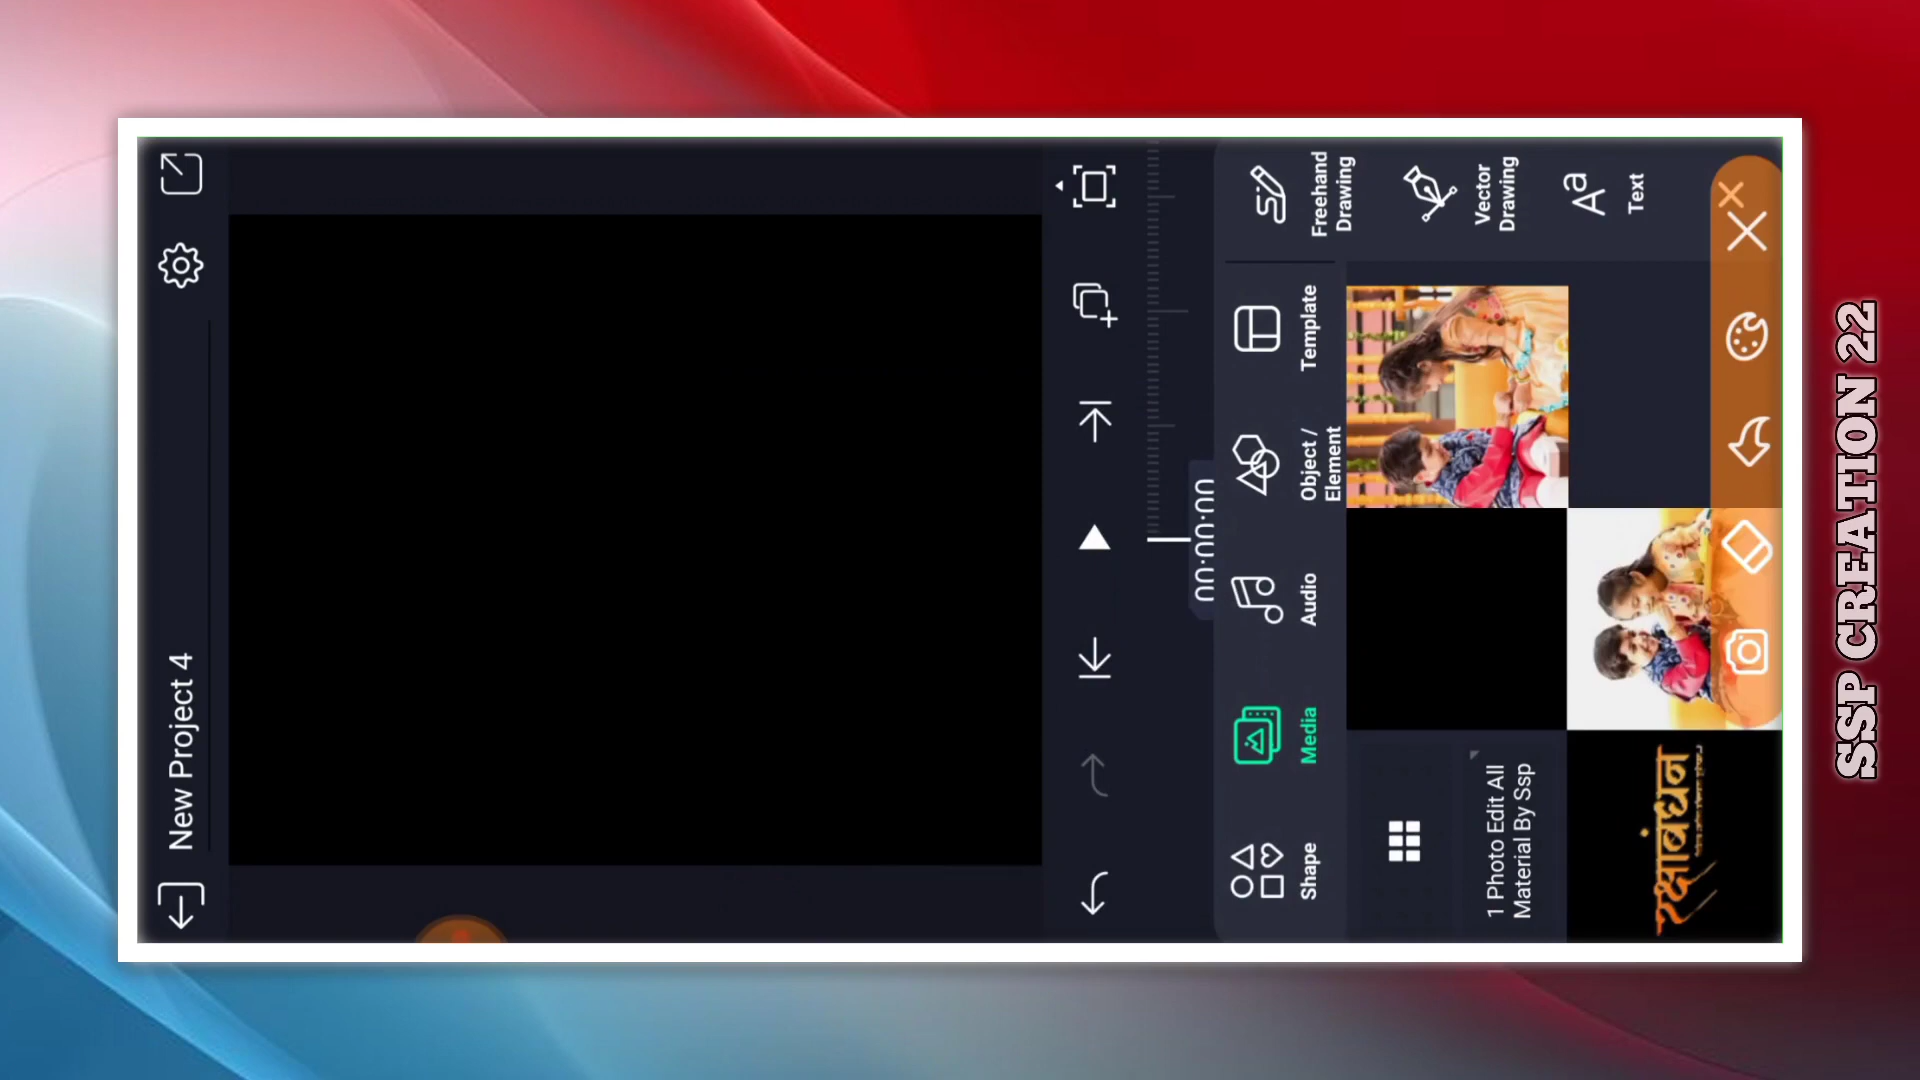 New Project 4
00:00:00
Shape
Media
Audio
Object /
Element
Template
Freehand
Drawing
Vector
Drawing
Aa
Text
1 Photo Edit All
Material By Ssp
रक्षाबंधन
SSP CREATION 22